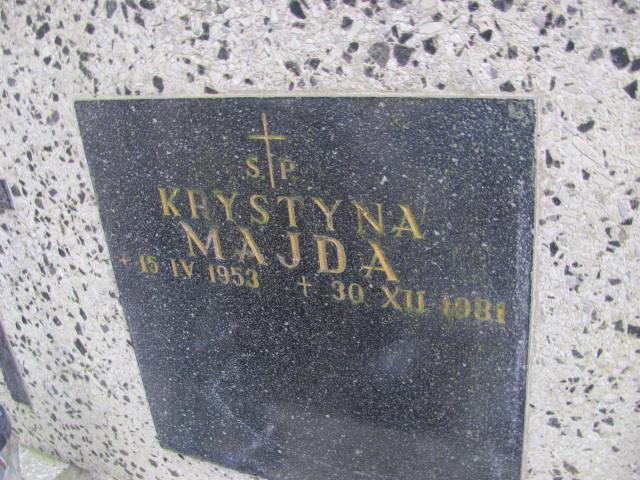 Ś P.
KRYSTYNA
MAJDA
+ 15 IV 1953 + 30 XII 1981